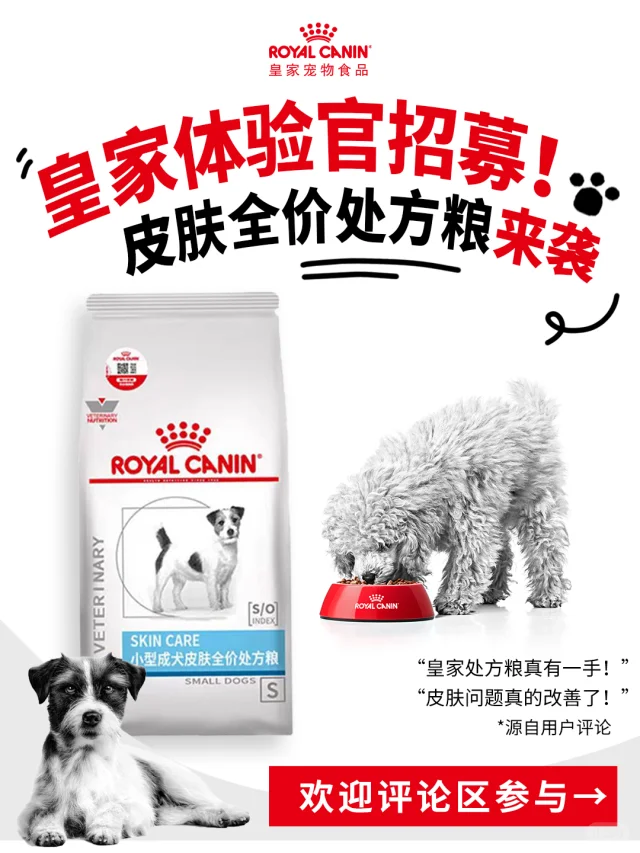 ROYAL CANIN
皇家宠物食品
皇家体验官招募！
皮肤全价处方粮来袭
VETERINARY
NUTRITION
ROYAL CANIN
VETERINARY
S/O
INDEX
SKIN CARE
小型成犬皮肤全价处方粮
SMALL DOGS
S
ROYAL CANIN
“皇家处方粮真有一手！”
“皮肤问题真的改善了！”
*源自用户评论
欢迎评论区参与→